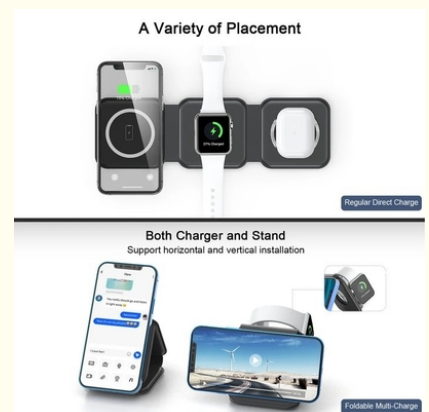 A Variety of Placement
Regular Direct Charge
Both Charger and Stand
Support horizontal and vertical installation
Foldable Multi-Charge